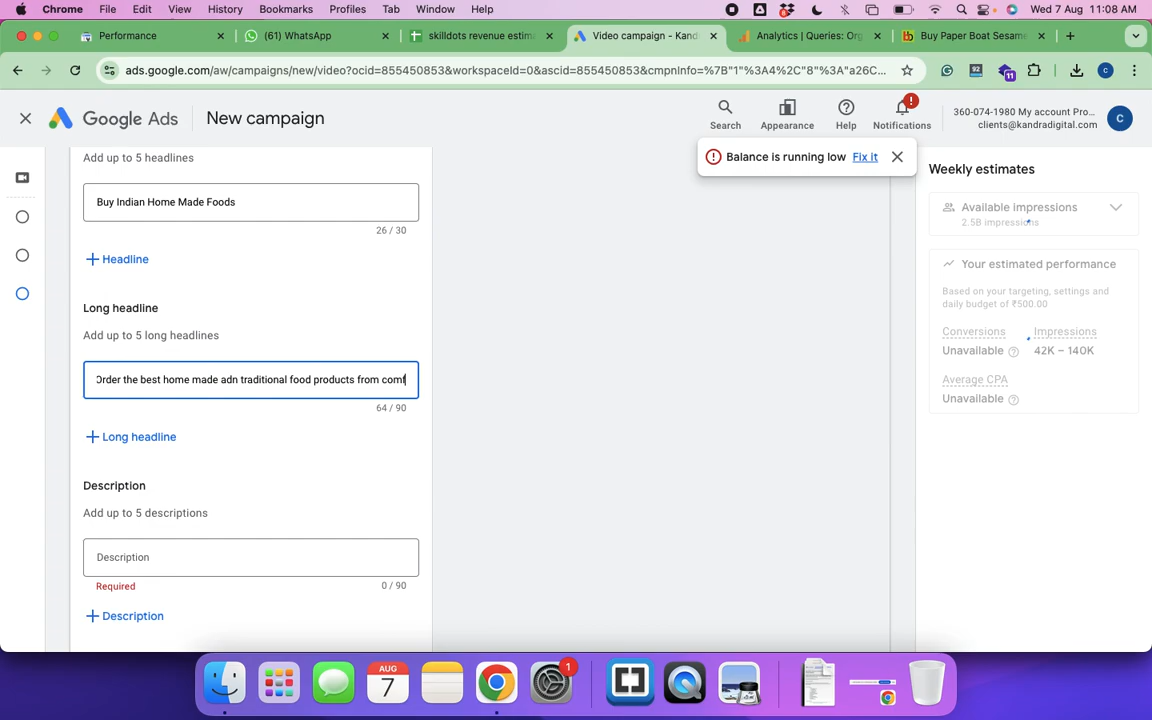 Chrome File Edit View History Bookmarks Profiles Tab Window Help Wed 7 Aug 11:08 AM
Performance (61) WhatsApp skilldots revenue estim Video campaign - Kand Analytics | Queries: Org Buy Paper Boat Sesame
ads.google.com/aw/campaigns/new/video?ocid=855450853&workspaceId=0&ascid=855450853&cmpnInfo=%7B"1"%3A4%2C"8"%3A"a26C... 92 11 C
Google Ads New campaign
Search Appearance Help Notifications
360-074-1980 My account Pro...
clients@kandradigital.com
C
Balance is running low Fix it
Add up to 5 headlines
Buy Indian Home Made Foods
26 / 30
Headline
Long headline
Add up to 5 long headlines
Order the best home made adn traditional food products from comf
64 / 90
Long headline
Description
Add up to 5 descriptions
Description
Required 0 / 90
Description
Weekly estimates
Available impressions
2.5B impressions
Your estimated performance
Based on your targeting, settings and
daily budget of ₹500.00
Conversions Impressions
Unavailable 42K – 140K
Average CPA
Unavailable
AUG
7
1